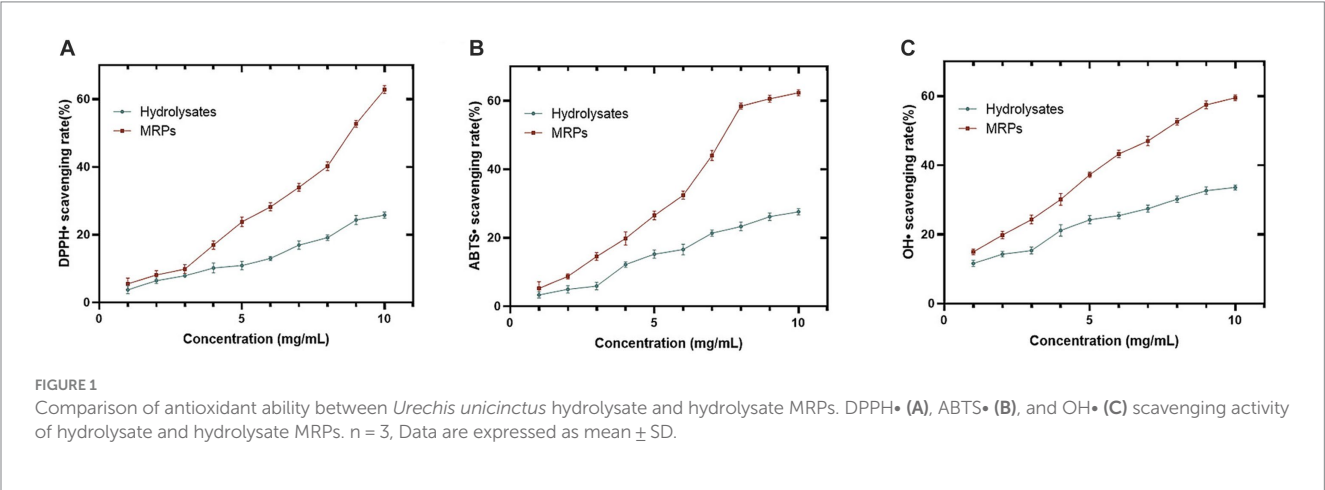 A
DPPH• scavenging rate(%)
60
40
20
0
Hydrolysates
MRPs
0
5
10
Concentration (mg/mL)
B
ABTS• scavenging rate(%)
60
40
20
0
Hydrolysates
MRPs
0
5
10
Concentration (mg/mL)
C
OH• scavenging rate(%)
60
40
20
0
Hydrolysates
MRPs
0
5
10
Concentration (mg/mL)
FIGURE 1
Comparison of antioxidant ability between Urechis unicinctus hydrolysate and hydrolysate MRPs. DPPH• (A), ABTS• (B), and OH• (C) scavenging activity
of hydrolysate and hydrolysate MRPs. n = 3, Data are expressed as mean ± SD.